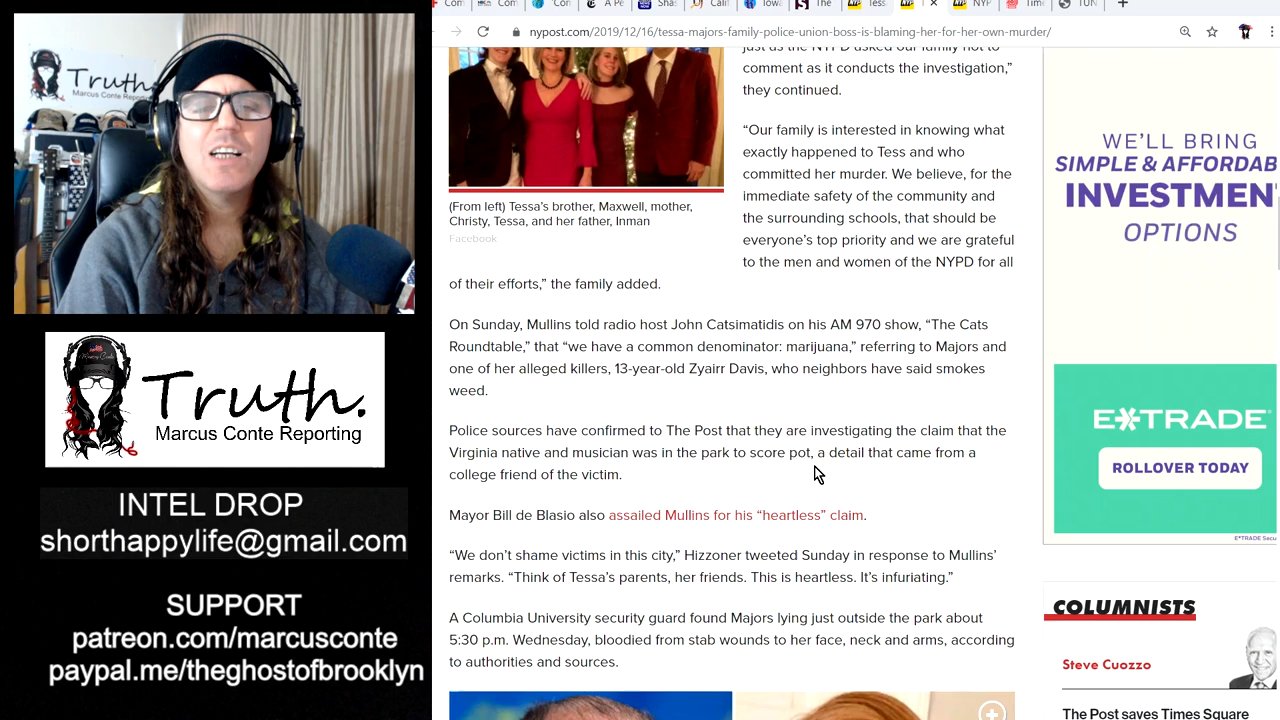 Truth.
Marcus Conte Reporting
Truth.
Marcus Conte Reporting
INTEL DROP
shorthappylife@gmail.com
SUPPORT
patreon.com/marcusconte
paypal.me/theghostofbrooklyn
nypost.com/2019/12/16/tessa-majors-family-police-union-boss-is-blaming-her-for-her-own-murder/
just as the NYPD asked our family not to
comment as it conducts the investigation,”
they continued.
“Our family is interested in knowing what
exactly happened to Tess and who
committed her murder. We believe, for the
immediate safety of the community and
the surrounding schools, that should be
everyone’s top priority and we are grateful
to the men and women of the NYPD for all
of their efforts,” the family added.
(From left) Tessa’s brother, Maxwell, mother,
Christy, Tessa, and her father, Inman
Facebook
On Sunday, Mullins told radio host John Catsimatidis on his AM 970 show, “The Cats
Roundtable,” that “we have a common denominator: marijuana,” referring to Majors and
one of her alleged killers, 13-year-old Zyairr Davis, who neighbors have said smokes
weed.
Police sources have confirmed to The Post that they are investigating the claim that the
Virginia native and musician was in the park to score pot, a detail that came from a
college friend of the victim.
Mayor Bill de Blasio also assailed Mullins for his “heartless” claim.
“We don’t shame victims in this city,” Hizzoner tweeted Sunday in response to Mullins’
remarks. “Think of Tessa’s parents, her friends. This is heartless. It’s infuriating.”
A Columbia University security guard found Majors lying just outside the park about
5:30 p.m. Wednesday, bloodied from stab wounds to her face, neck and arms, according
to authorities and sources.
WE’LL BRING
SIMPLE & AFFORDAB
INVESTMEN
OPTIONS
E*TRADE
ROLLOVER TODAY
E*TRADE Secu
COLUMNISTS
Steve Cuozzo
The Post saves Times Square